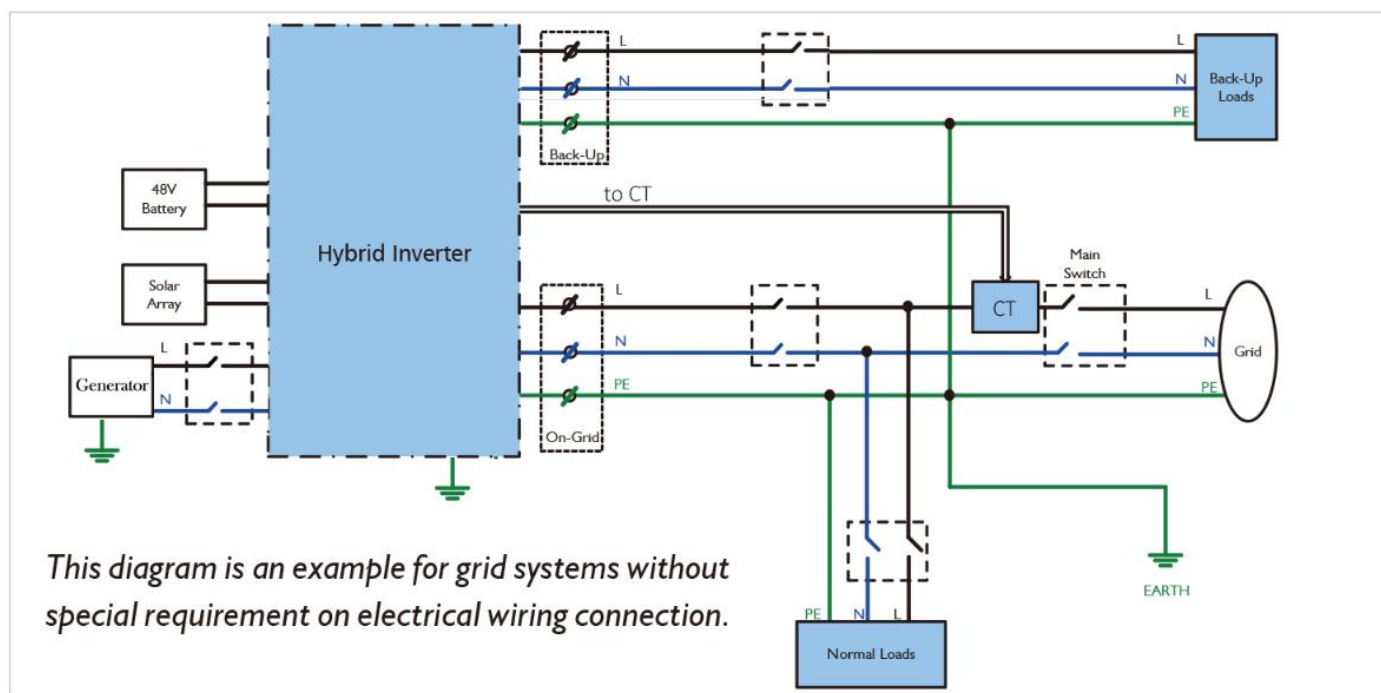 L
L
N
N
PE
Back-Up
Loads
Back-Up
48V
Battery
to CT
Hybrid Inverter
Solar
Array
Main
Switch
L
CT
L
N
N
Grid
PE
PE
L
Generator
N
On-Grid
This diagram is an example for grid systems without
special requirement on electrical wiring connection.
EARTH
PE
N
L
Normal Loads